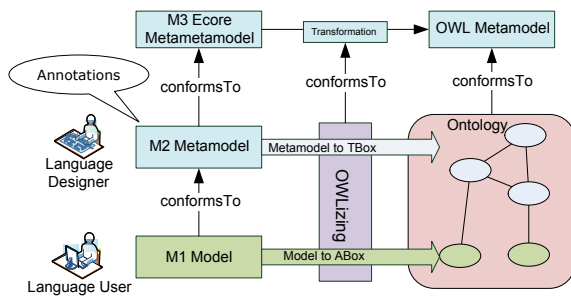 M3 Ecore
Metametamodel
Transformation
OWL Metamodel
conformsTo
conformsTo
conformsTo
Annotations
Language
Designer
M2 Metamodel
Metamodel to TBox
Ontology
OWLizing
conformsTo
Language User
M1 Model
Model to ABox